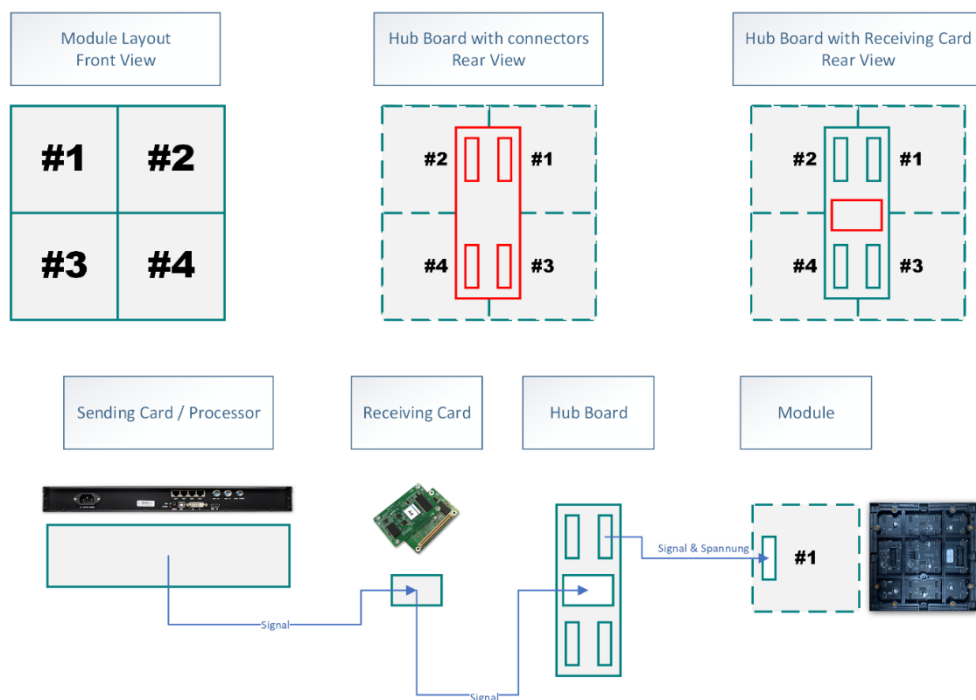 Module Layout
Front View
Hub Board with connectors
Rear View
Hub Board with Receiving Card
Rear View
#1
#2
#3
#4
#2
#1
#4
#3
#2
#1
#4
#3
Sending Card / Processor
Receiving Card
Hub Board
Module
Signal & Spannung
#1
Signal
Signal